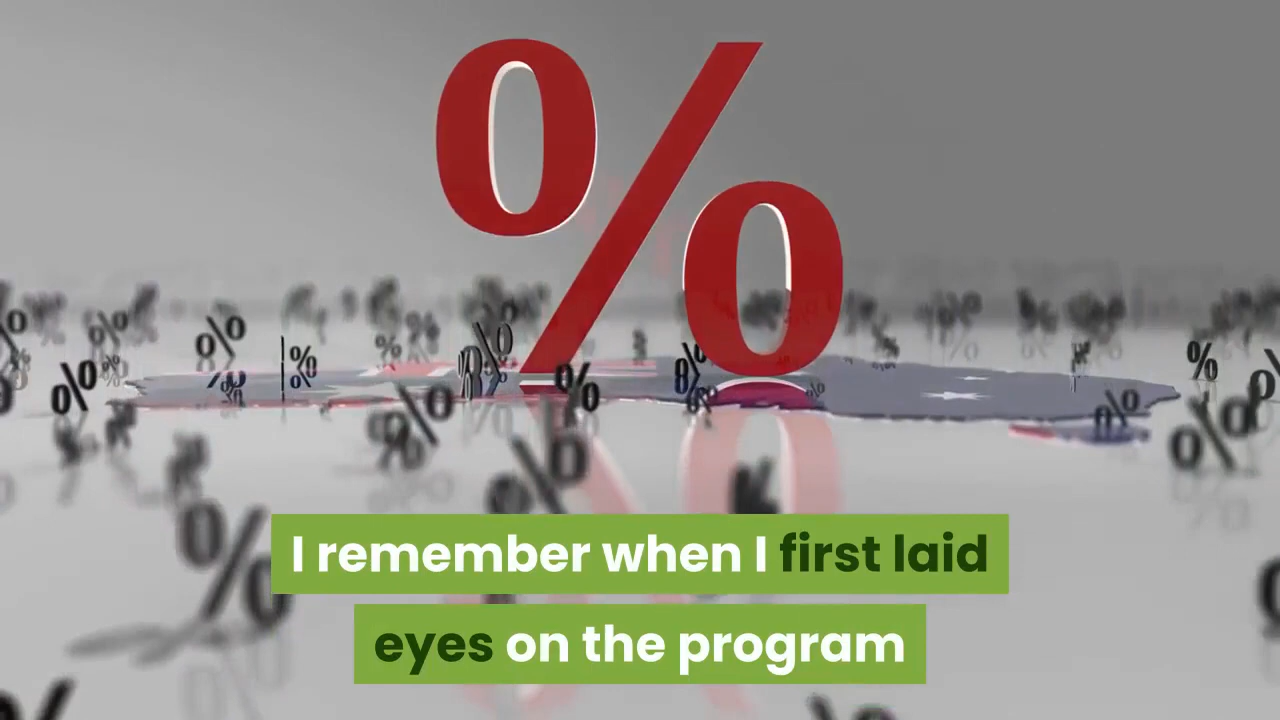 %
I remember when I first laid
eyes on the program